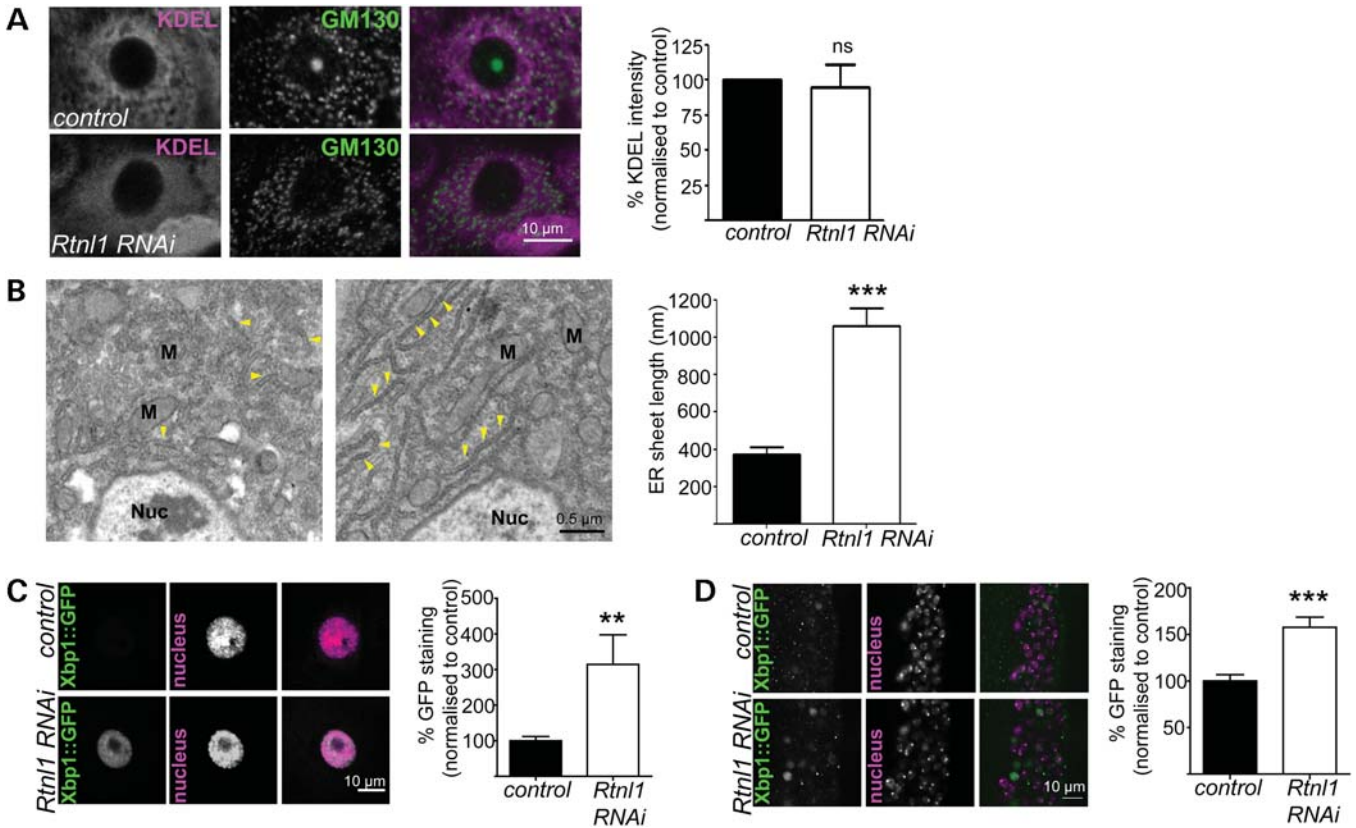 A
KDEL
GM130
control
KDEL
GM130
Rtnl1 RNAi
10 µm
% KDEL intensity
(normalised to control)
125
100
75
50
25
ns
control
Rtnl1 RNAi
B
M
M
Nuc
M
M
Nuc
0.5 µm
ER sheet length (nm)
1200
1000
800
600
400
200
***
control
Rtnl1 RNAi
C
control
Xbp1::GFP
nucleus
Rtnl1 RNAi
Xbp1::GFP
nucleus
10 µm
% GFP staining
(normalised to control)
500
400
300
200
100
**
control
Rtnl1
RNAi
D
control
Xbp1::GFP
nucleus
Rtnl1 RNAi
Xbp1::GFP
nucleus
10 µm
% GFP staining
(normalised to control)
200
150
100
50
***
control
Rtnl1
RNAi